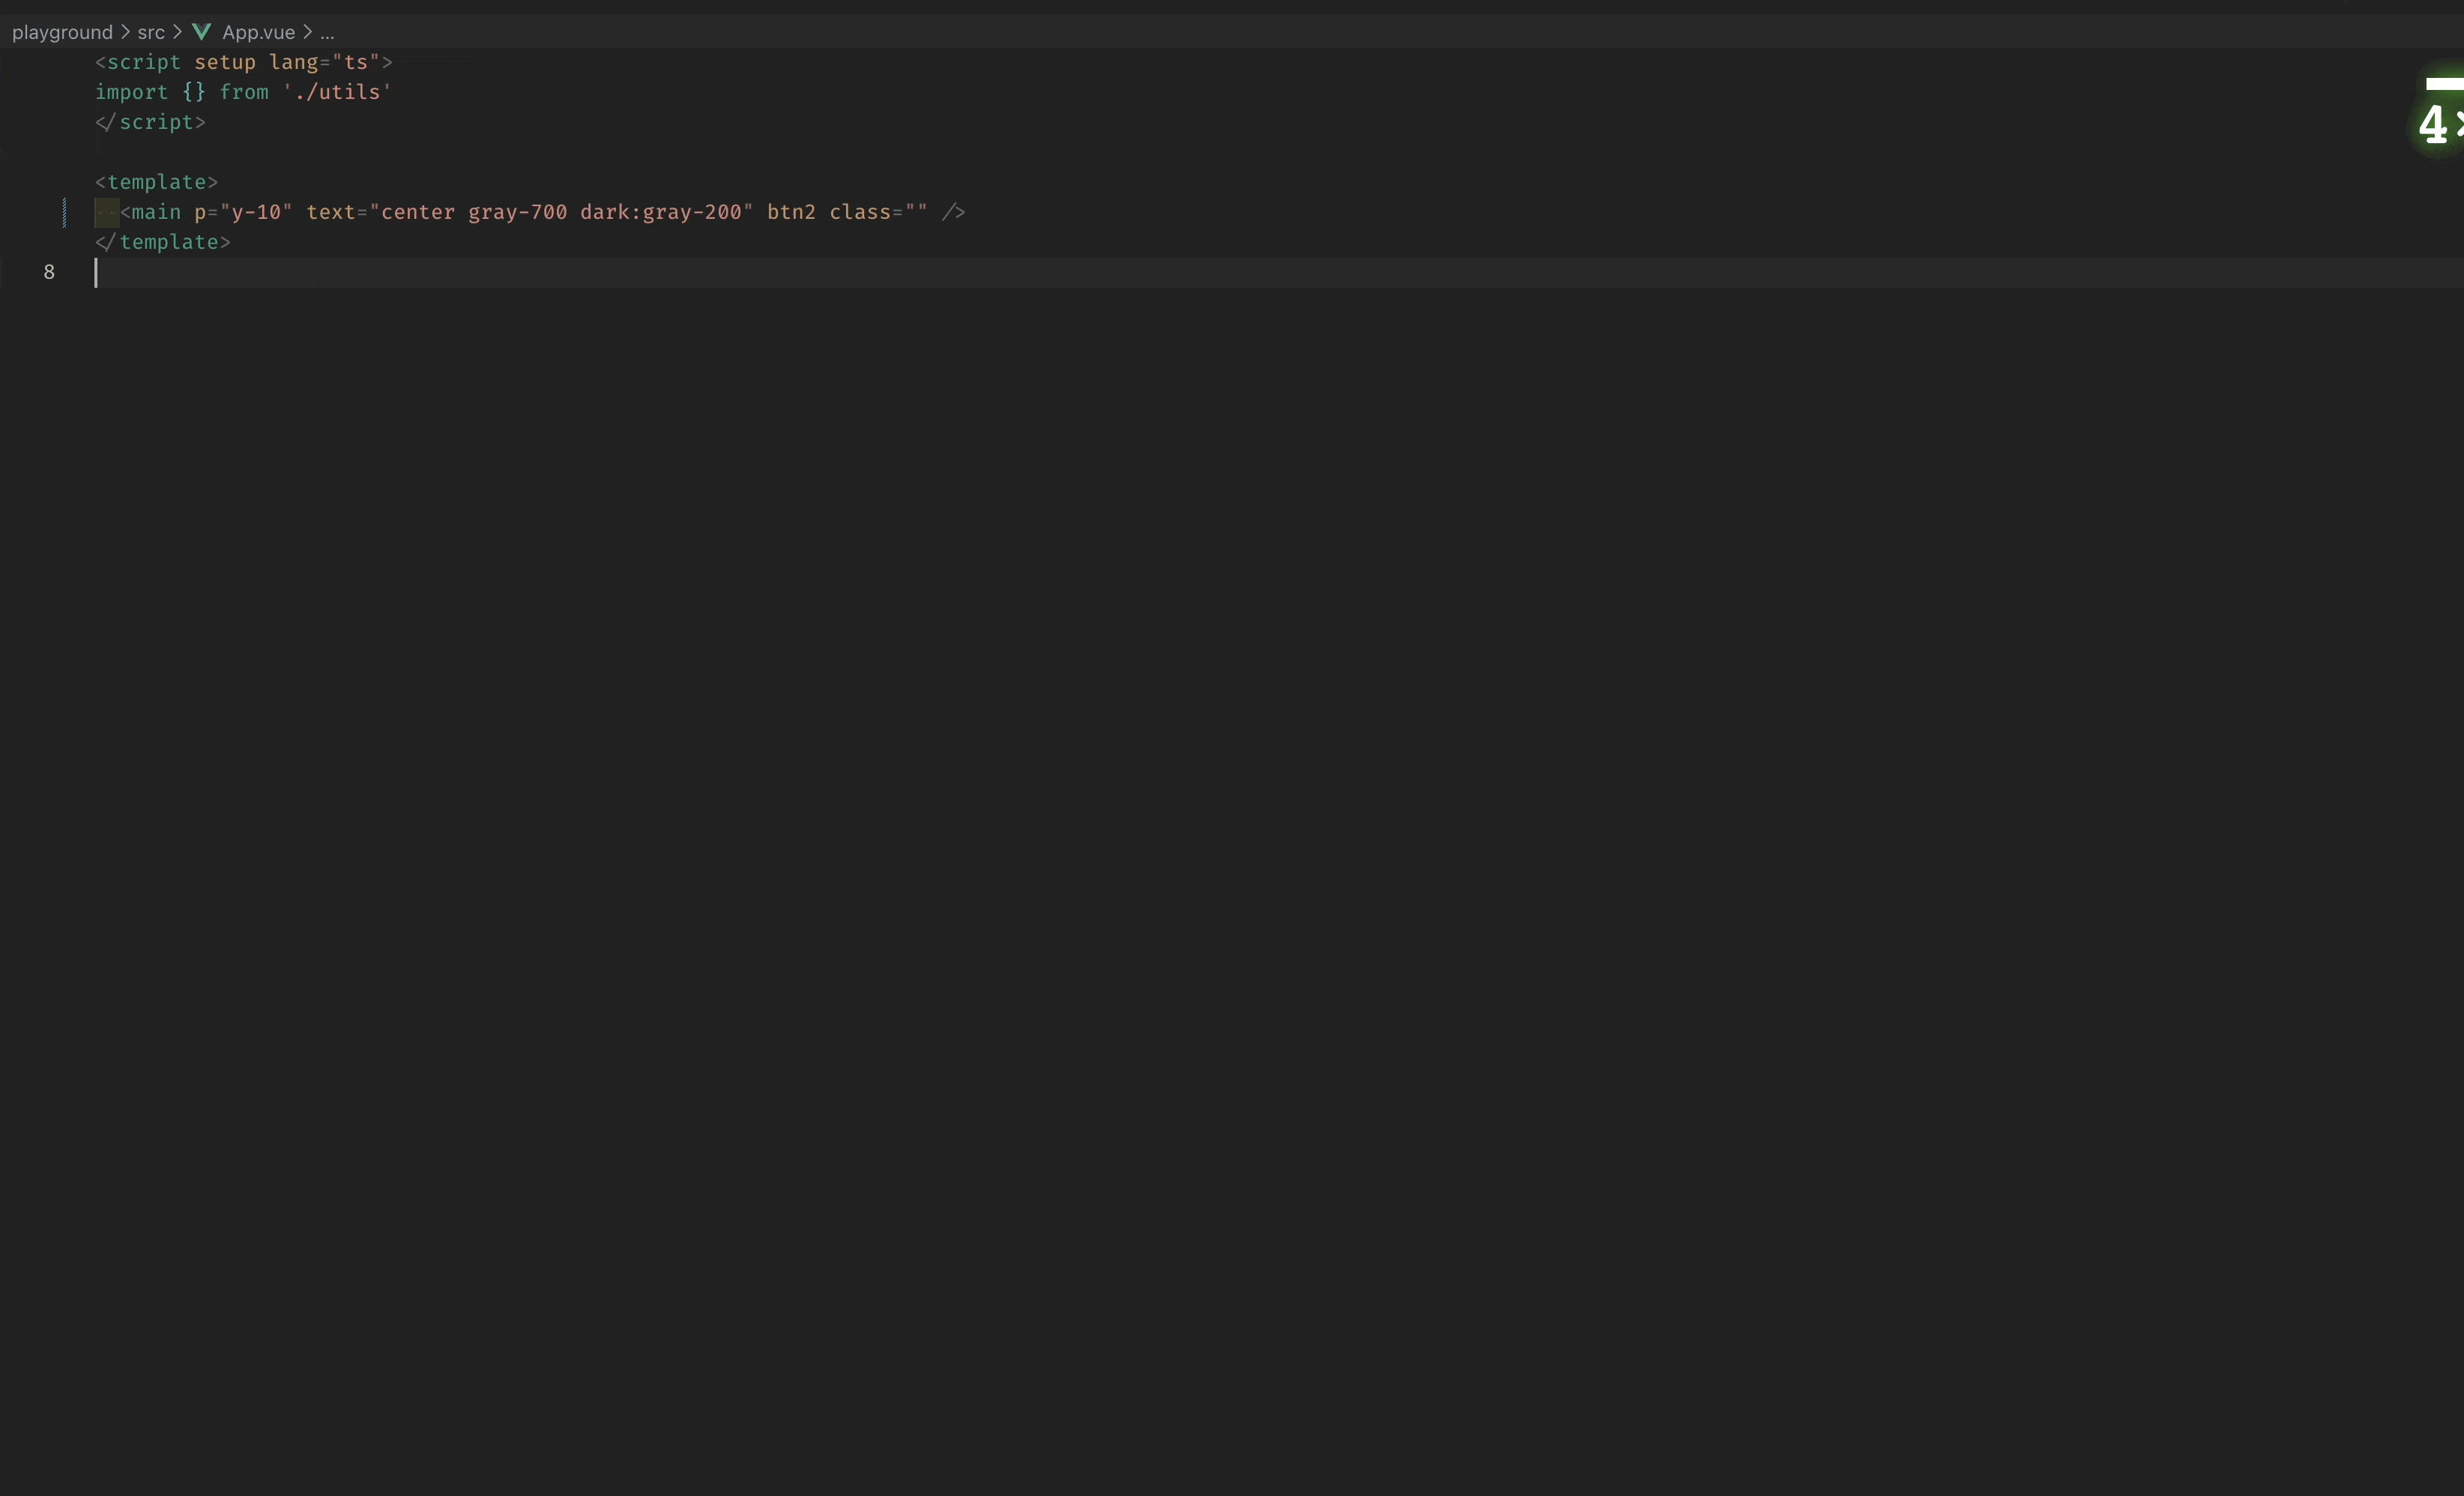 playground > src > App.vue > ...
<script setup lang="ts">
import {} from './utils'
</script>
<template>
··<main p="y-10" text="center gray-700 dark:gray-200" btn2 class="" />
</template>
8
4×